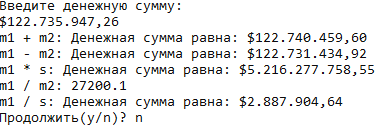 Введите денежную сумму:
$122.735.947,26
m1 + m2: Денежная сумма равна: $122.740.459,60
m1 - m2: Денежная сумма равна: $122.731.434,92
m1 * s: Денежная сумма равна: $5.216.277.758,55
m1 / m2: 27200.1
m1 / s: Денежная сумма равна: $2.887.904,64
Продолжить(y/n)? n